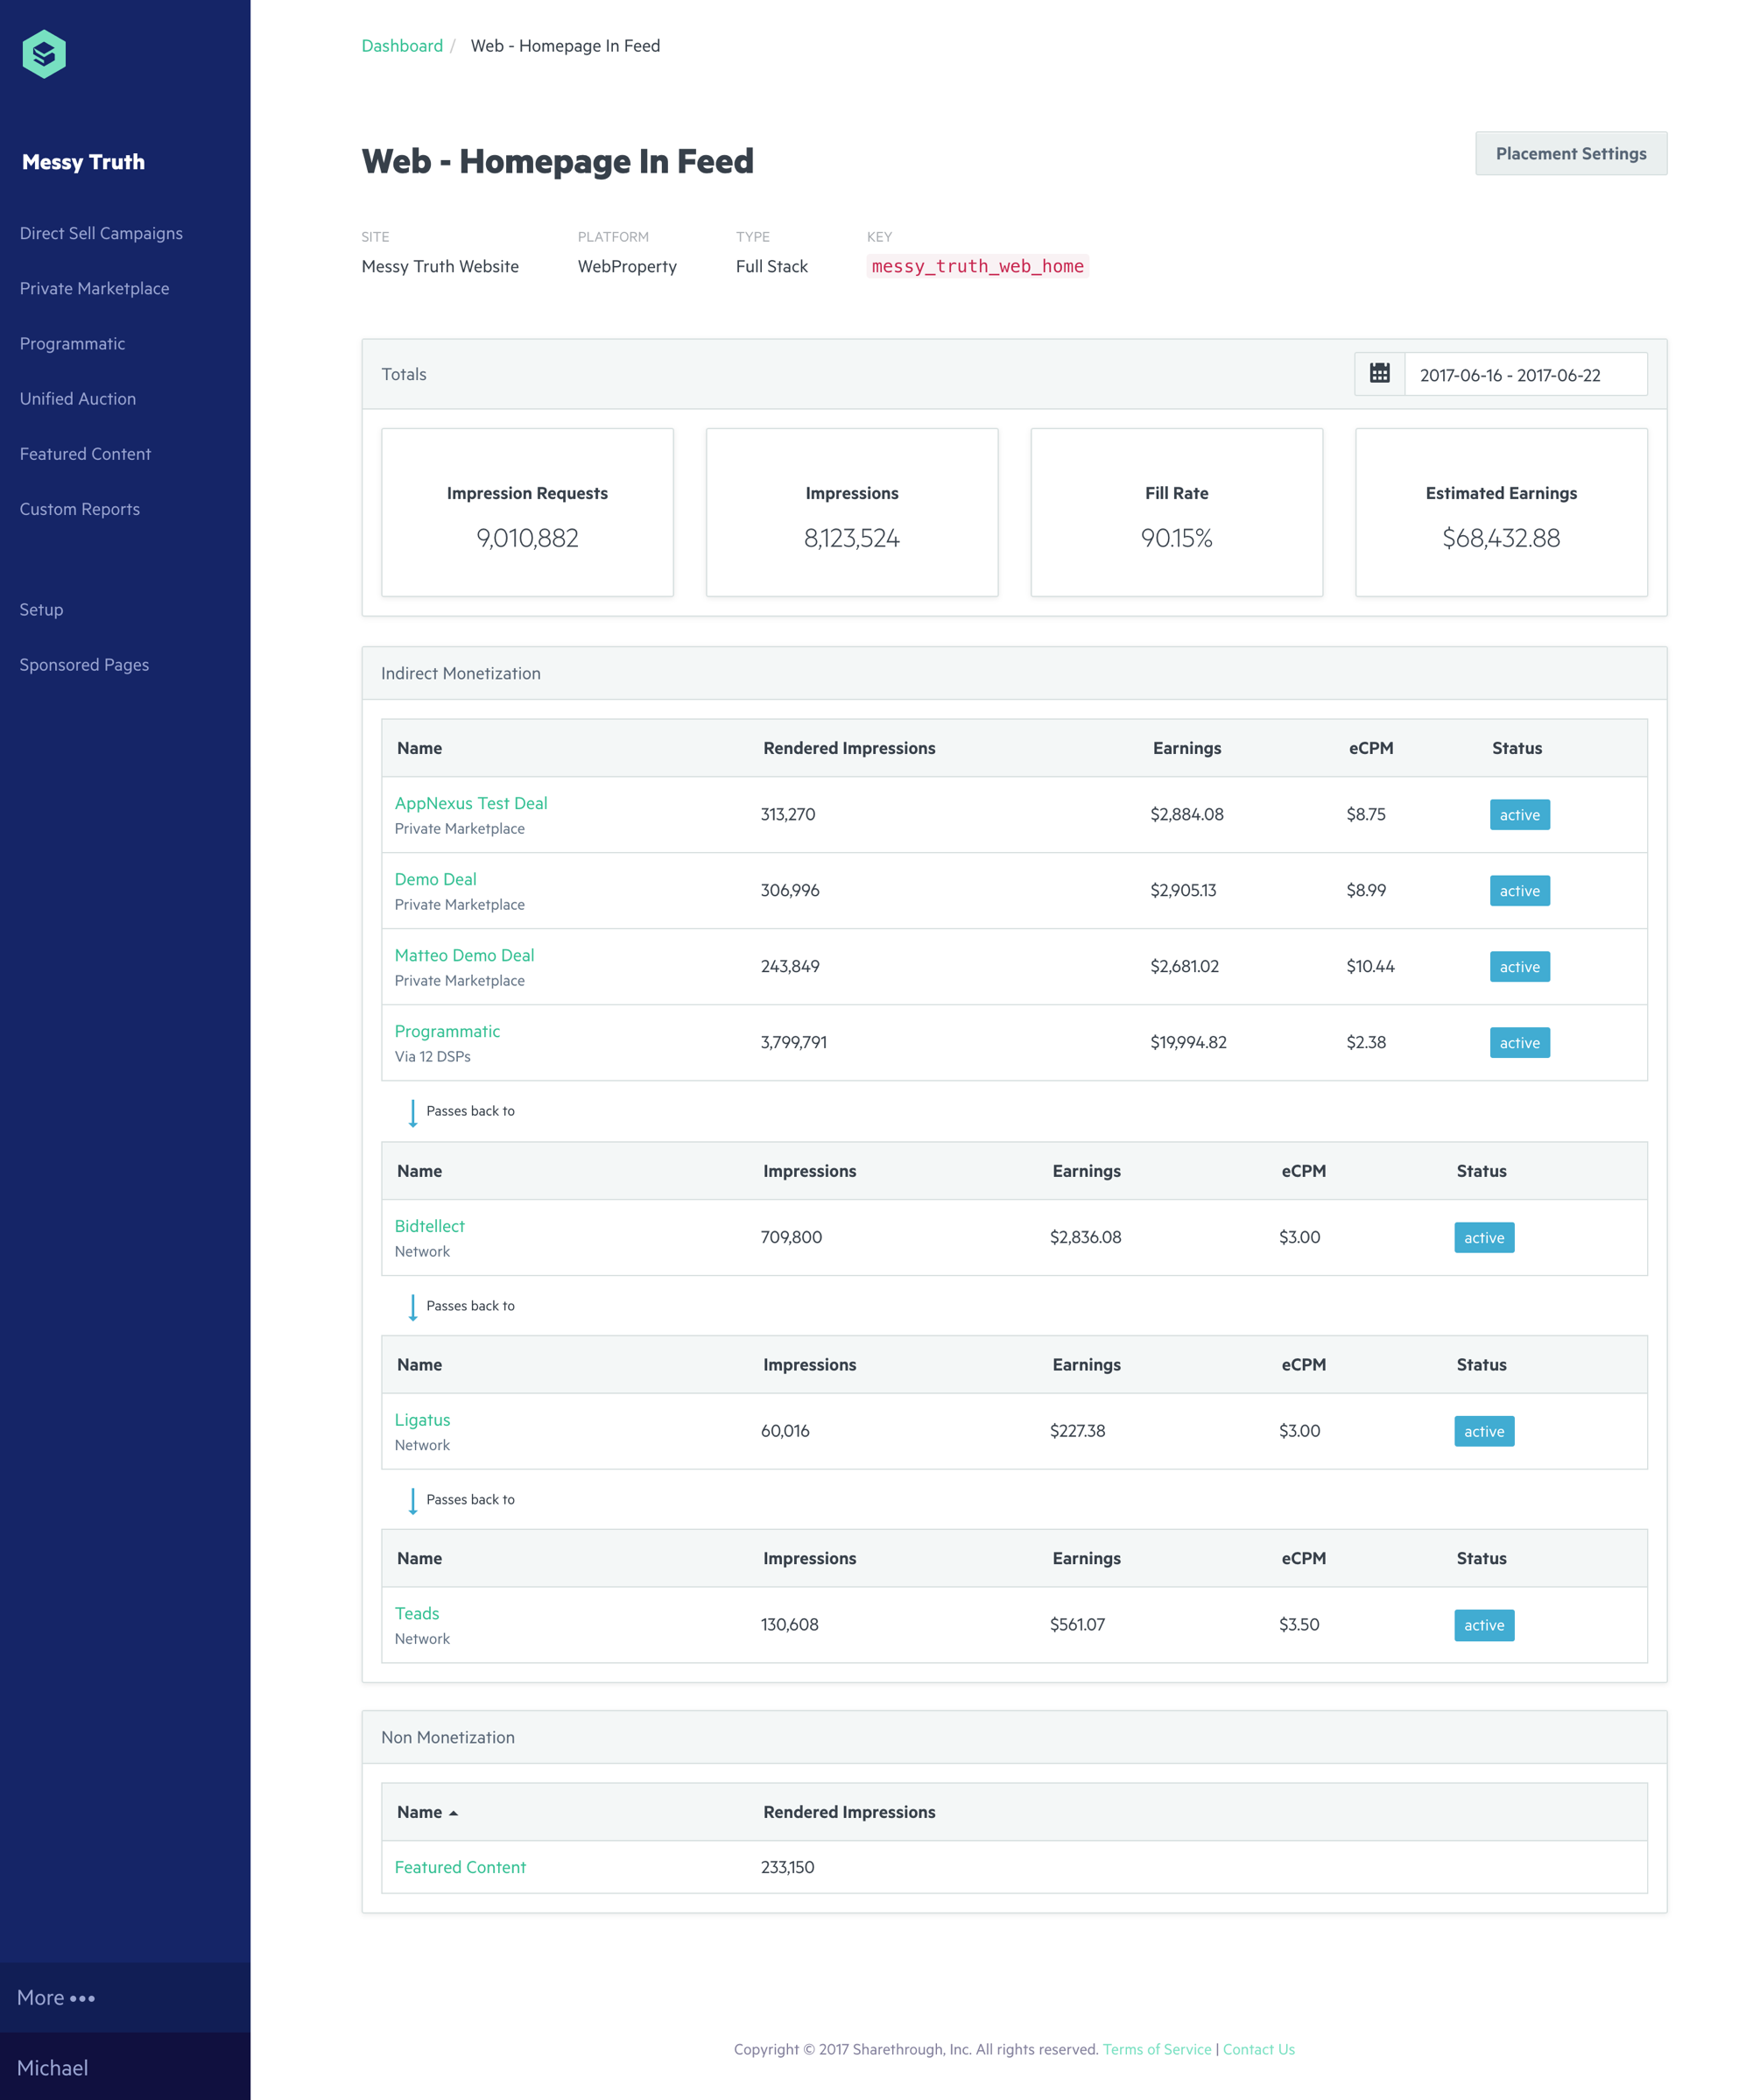 Messy Truth
Direct Sell Campaigns
Private Marketplace
Programmatic
Unified Auction
Featured Content
Custom Reports
Setup
Sponsored Pages
More •••
Michael
Dashboard / Web - Homepage In Feed
Web - Homepage In Feed
Placement Settings
SITE PLATFORM TYPE KEY
Messy Truth Website WebProperty Full Stack messy_truth_web_home
Totals 2017-06-16 - 2017-06-22
Impression Requests Impressions Fill Rate Estimated Earnings
9,010,882 8,123,524 90.15% $68,432.88
Indirect Monetization
Name Rendered Impressions Earnings eCPM Status
AppNexus Test Deal
Private Marketplace
313,270 $2,884.08 $8.75 active
Demo Deal
Private Marketplace
306,996 $2,905.13 $8.99 active
Matteo Demo Deal
Private Marketplace
243,849 $2,681.02 $10.44 active
Programmatic
Via 12 DSPs
3,799,791 $19,994.82 $2.38 active
Passes back to
Name Impressions Earnings eCPM Status
Bidtellect
Network
709,800 $2,836.08 $3.00 active
Passes back to
Name Impressions Earnings eCPM Status
Ligatus
Network
60,016 $227.38 $3.00 active
Passes back to
Name Impressions Earnings eCPM Status
Teads
Network
130,608 $561.07 $3.50 active
Non Monetization
Name Rendered Impressions
Featured Content 233,150
Copyright © 2017 Sharethrough, Inc. All rights reserved. Terms of Service | Contact Us